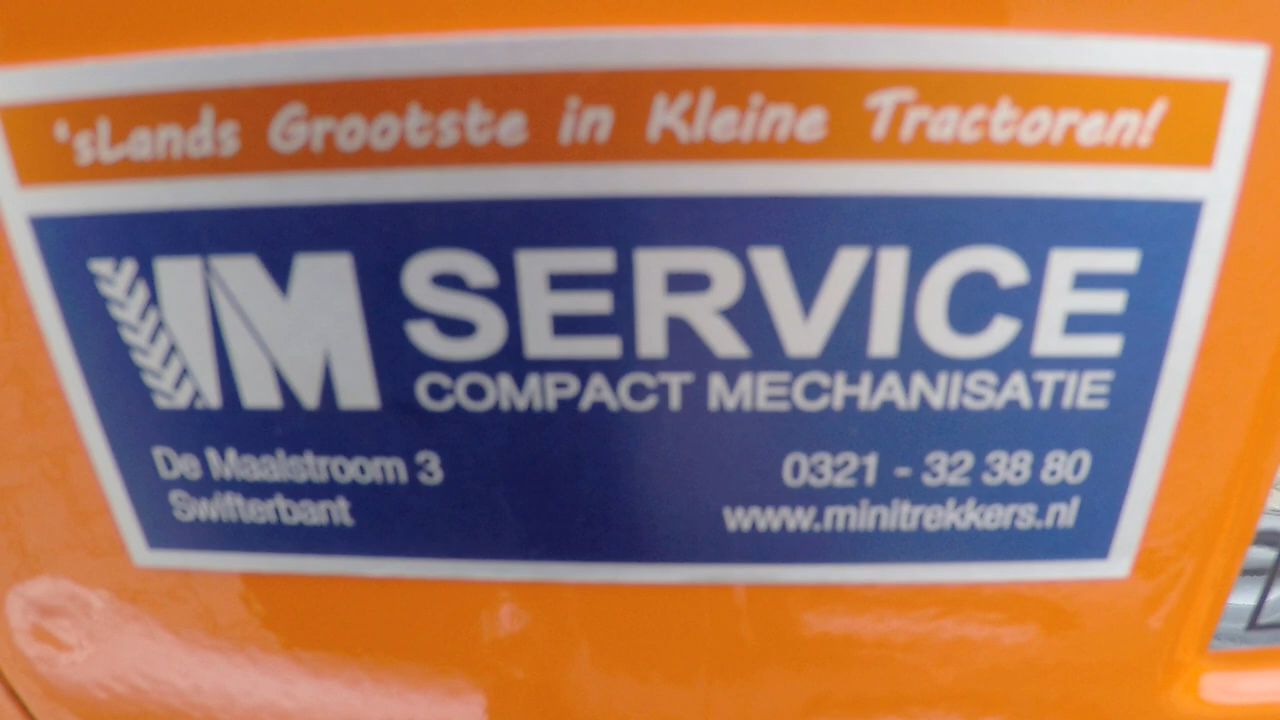 'sLands Grootste in Kleine Tractoren!
IM SERVICE
COMPACT MECHANISATIE
De Maalstroom 3
Swifterbant
0321 - 32 38 80
www.minitrekkers.nl